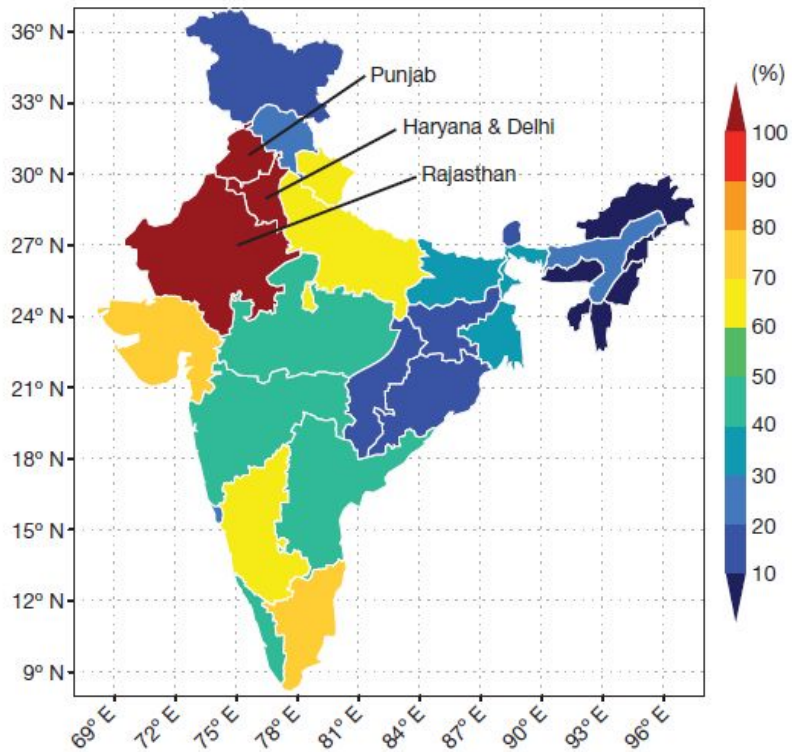 36° N
33° N
30° N
27° N
24° N
21° N
18° N
15° N
12° N
9° N
69° E
72° E
75° E
78° E
81° E
84° E
87° E
90° E
93° E
96° E
Punjab
Haryana & Delhi
Rajasthan
(%)
100
90
80
70
60
50
40
30
20
10